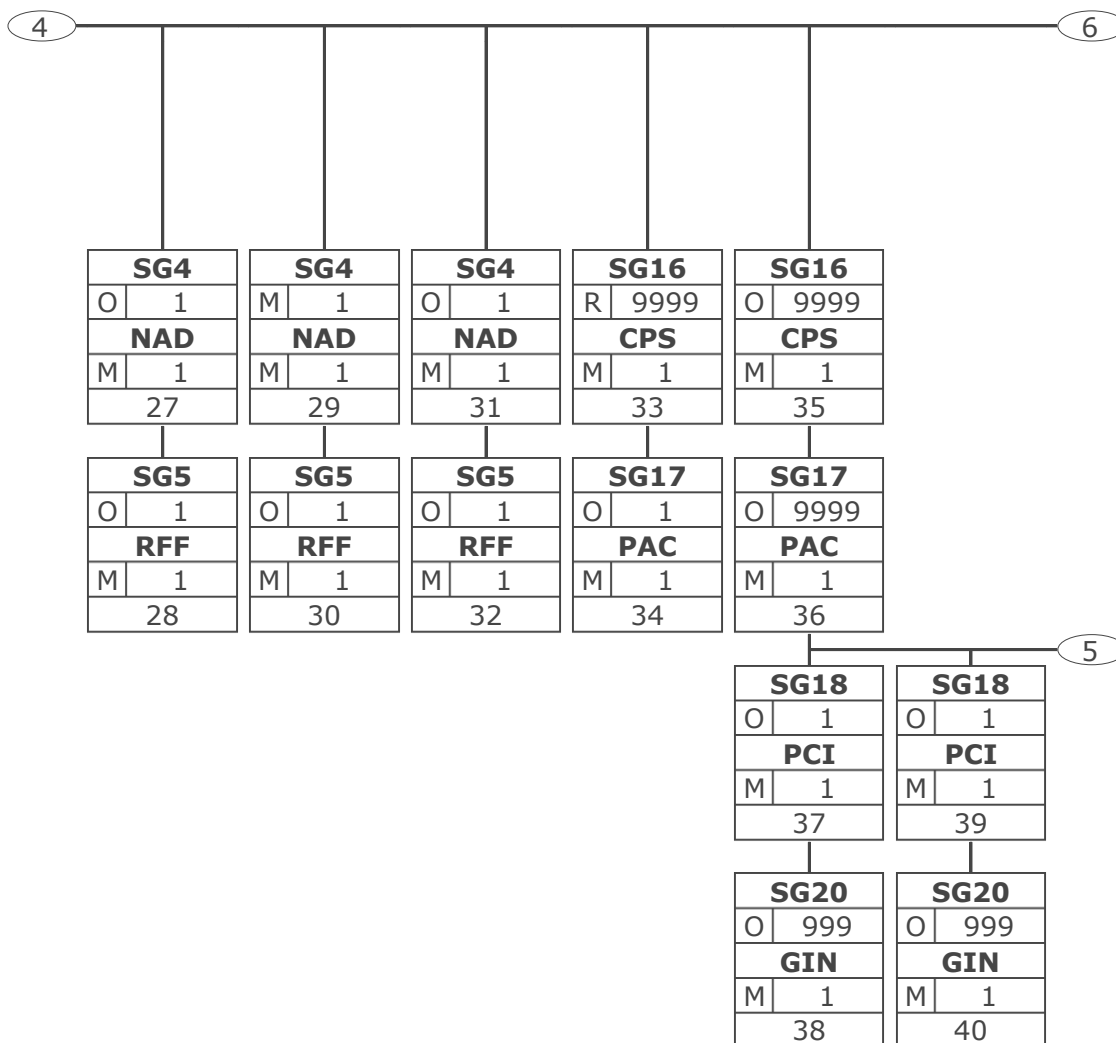 4 6
SG4 SG4 SG4 SG16 SG16
O 1 M 1 O 1 R 9999 O 9999
NAD NAD NAD CPS CPS
M 1 M 1 M 1 M 1 M 1
27 29 31 33 35
SG5 SG5 SG5 SG17 SG17
O 1 O 1 O 1 O 1 O 9999
RFF RFF RFF PAC PAC
M 1 M 1 M 1 M 1 M 1
28 30 32 34 36
5
SG18 SG18
O 1 O 1
PCI PCI
M 1 M 1
37 39
SG20 SG20
O 999 O 999
GIN GIN
M 1 M 1
38 40